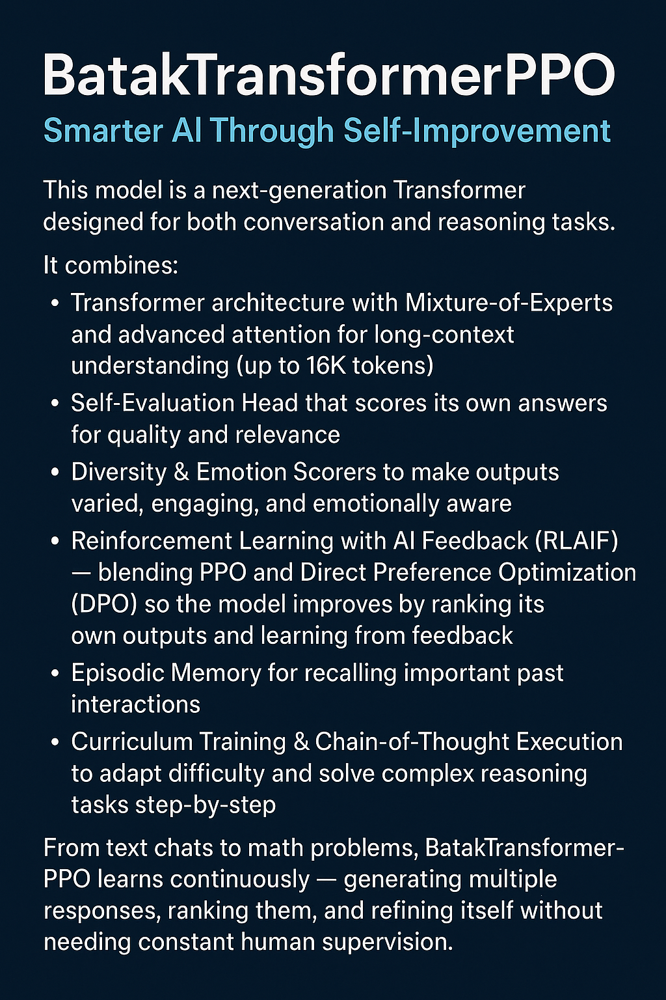 BatakTransformerPPO
Smarter AI Through Self-Improvement
This model is a next-generation Transformer
designed for both conversation and reasoning tasks.
It combines:
• Transformer architecture with Mixture-of-Experts
and advanced attention for long-context
understanding (up to 16K tokens)
• Self-Evaluation Head that scores its own answers
for quality and relevance
• Diversity & Emotion Scorers to make outputs
varied, engaging, and emotionally aware
• Reinforcement Learning with AI Feedback (RLAIF)
— blending PPO and Direct Preference Optimization
(DPO) so the model improves by ranking its
own outputs and learning from feedback
• Episodic Memory for recalling important past
interactions
• Curriculum Training & Chain-of-Thought Execution
to adapt difficulty and solve complex reasoning
tasks step-by-step
From text chats to math problems, BatakTransformer-
PPO learns continuously — generating multiple
responses, ranking them, and refining itself without
needing constant human supervision.